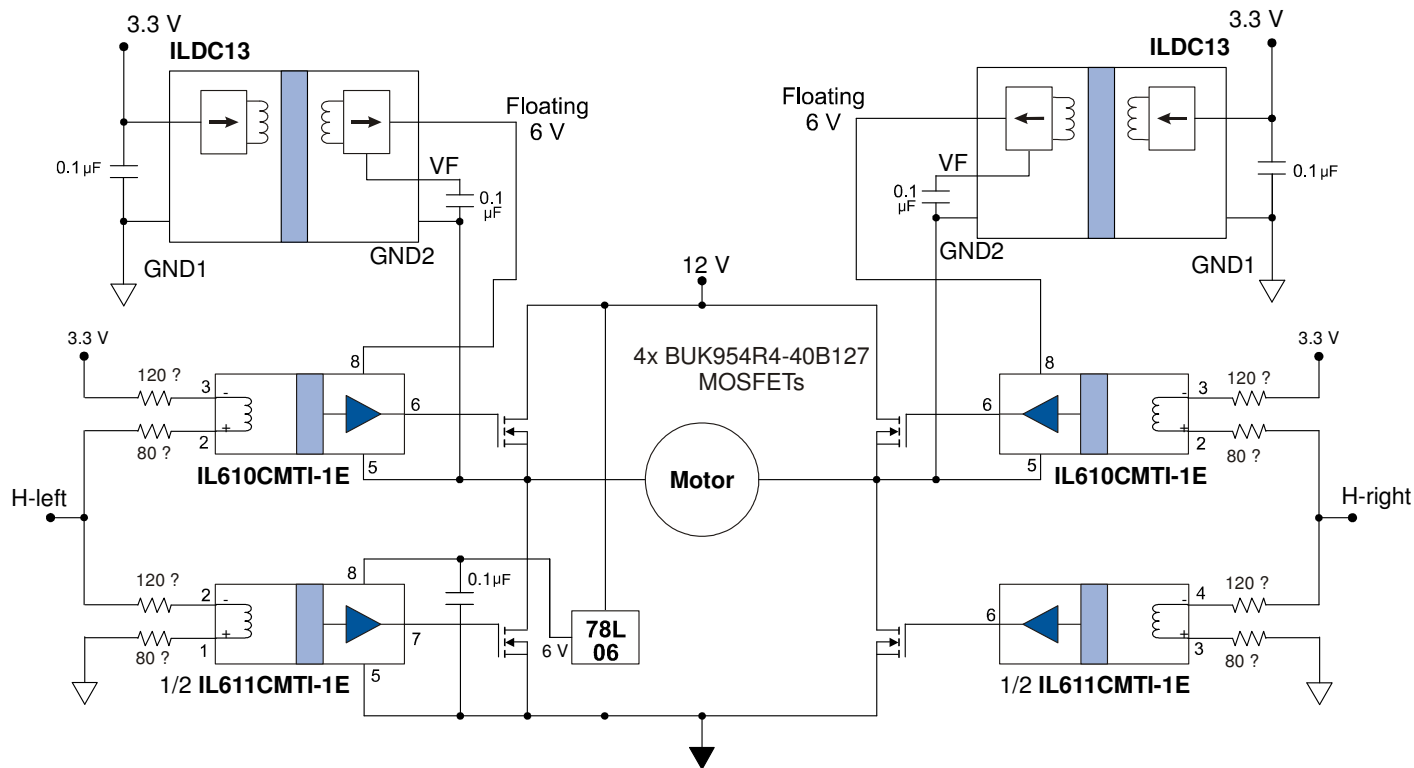 3.3 V
ILDC13
Floating
6 V
0.1 µF
VF
0.1
µF
GND2
GND1
3.3 V
ILDC13
Floating
6 V
VF
0.1
µF
0.1 µF
GND2
GND1
12 V
4x BUK954R4-40B127
MOSFETs
3.3 V
120 ?
3
-
+
2
80 ?
8
6
5
IL610CMTI-1E
H-left
Motor
8
6
5
3
-
+
2
120 ?
80 ?
3.3 V
IL610CMTI-1E
H-right
120 ?
2
-
+
1
80 ?
8
7
5
1/2 IL611CMTI-1E
0.1µF
6 V
78L
06
6
4
-
+
3
120 ?
80 ?
1/2 IL611CMTI-1E